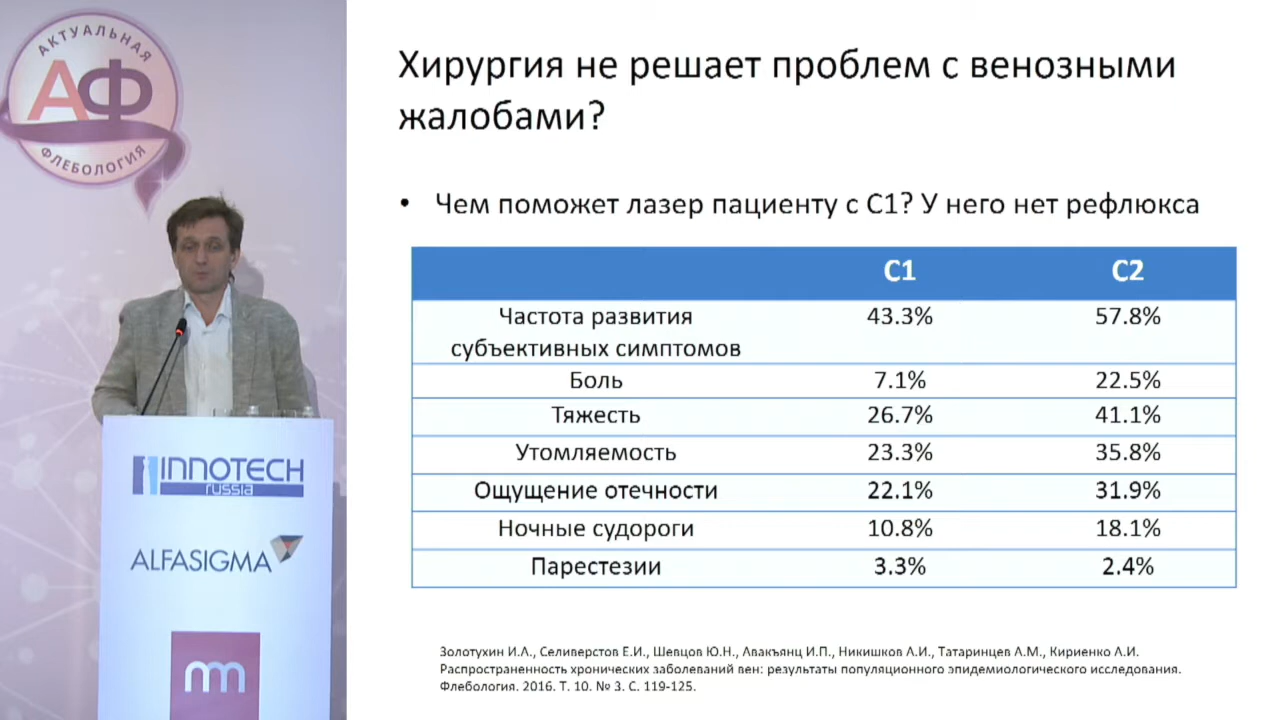 АКТУАЛЬНАЯ
АФ
ФЛЕБОЛОГИЯ
Хирургия не решает проблем с венозными
жалобами?
• Чем поможет лазер пациенту с С1? У него нет рефлюкса
С1 С2
Частота развития 43.3% 57.8%
субъективных симптомов
Боль 7.1% 22.5%
Тяжесть 26.7% 41.1%
Утомляемость 23.3% 35.8%
Ощущение отечности 22.1% 31.9%
Ночные судороги 10.8% 18.1%
Парестезии 3.3% 2.4%
Золотухин И.А., Селиверстов Е.И., Шевцов Ю.Н., Авакъянц И.П., Никишков А.И., Татаринцев А.М., Кириенко А.И.
Распространенность хронических заболеваний вен: результаты популяционного эпидемиологического исследования.
Флебология. 2016. Т. 10. № 3. С. 119-125.
INNOTECH
russia
ALFASIGMA